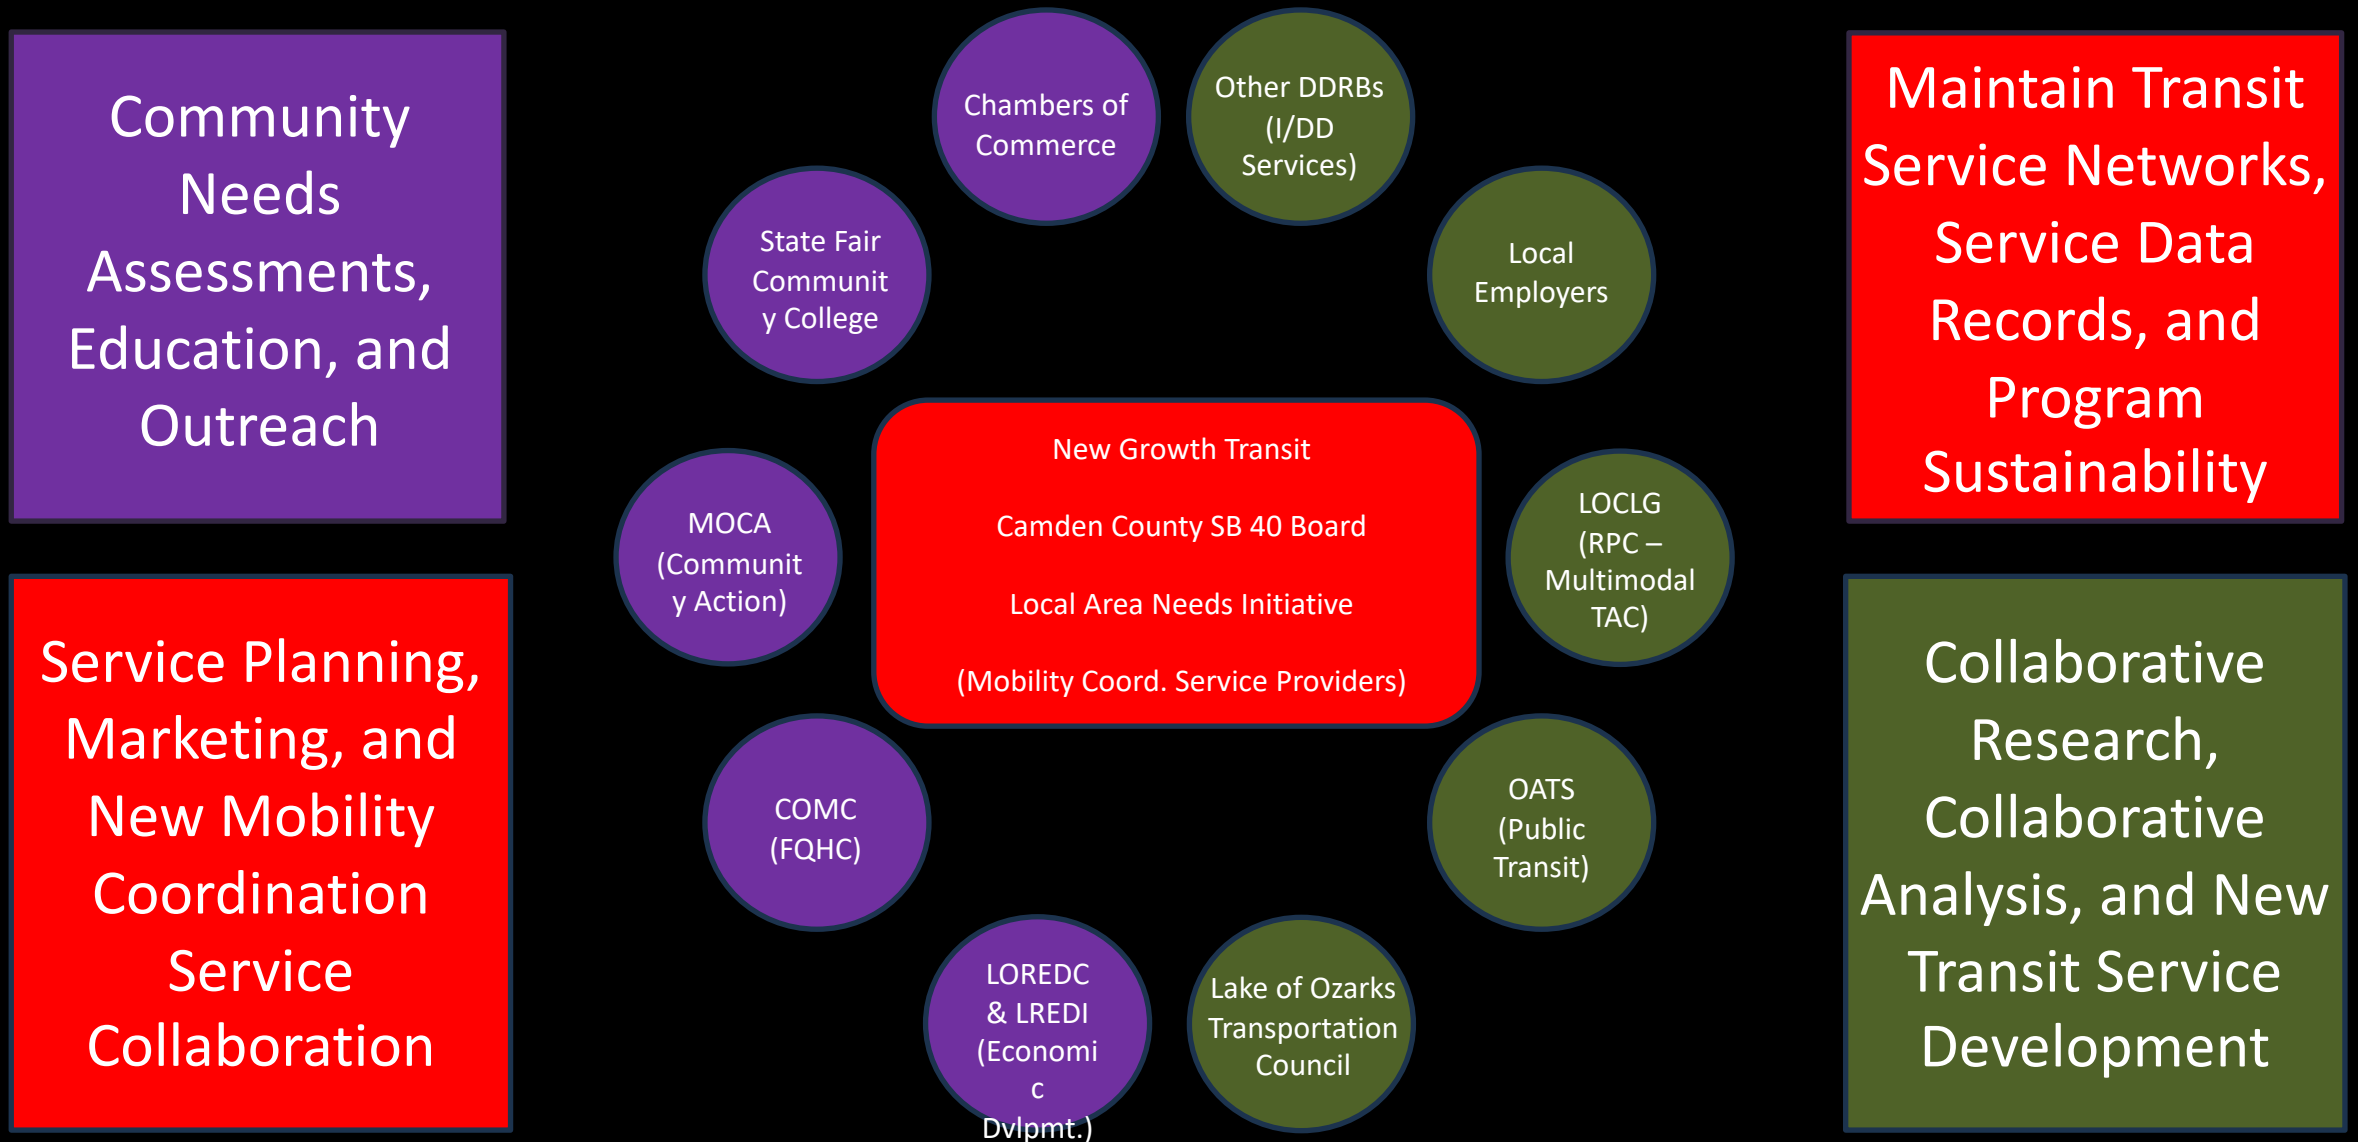 Community
Needs
Assessments,
Education, and
Outreach
Service Planning,
Marketing, and
New Mobility
Coordination
Service
Collaboration
Chambers of
Commerce
Other DDRBs
(I/DD
Services)
State Fair
Communit
y College
Local
Employers
New Growth Transit
Camden County SB 40 Board
Local Area Needs Initiative
(Mobility Coord. Service Providers)
MOCA
(Communit
y Action)
LOCLG
(RPC –
Multimodal
TAC)
COMC
(FQHC)
OATS
(Public
Transit)
LOREDC
& LREDI
(Economi
c
Dvlpmt.)
Lake of Ozarks
Transportation
Council
Maintain Transit
Service Networks,
Service Data
Records, and
Program
Sustainability
Collaborative
Research,
Collaborative
Analysis, and New
Transit Service
Development